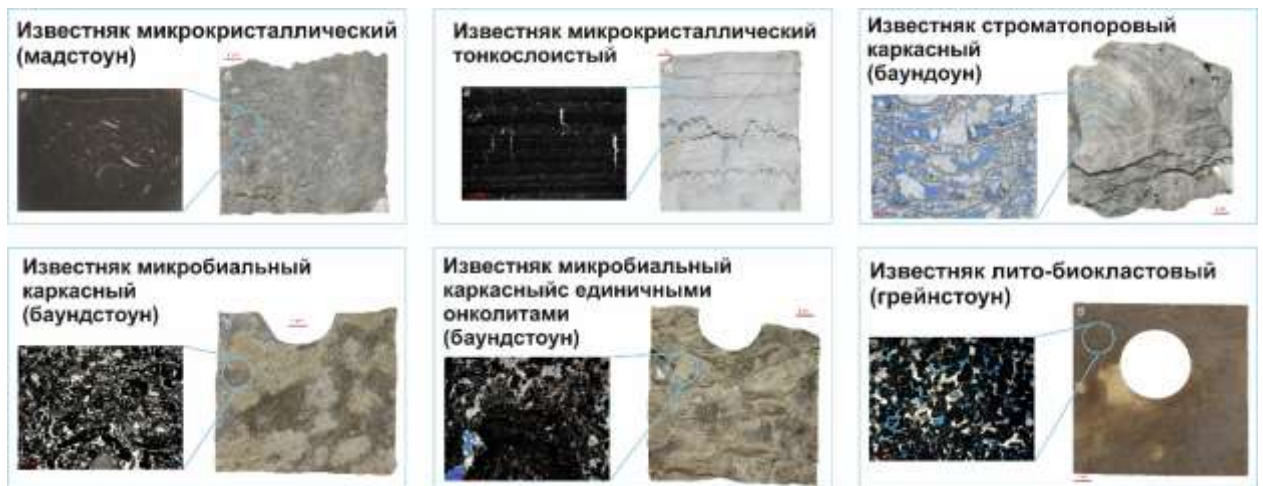 Известняк микрокристаллический
(мадстоун)
Известняк микрокристаллический
тонкослоистый
Известняк строматопоровый
каркасный
(баундоун)
Известняк микробиальный
каркасный
(баундстоун)
Известняк микробиальный
каркасныйс единичными
онколитами
(баундстоун)
Известняк лито-биокластовый
(грейнстоун)